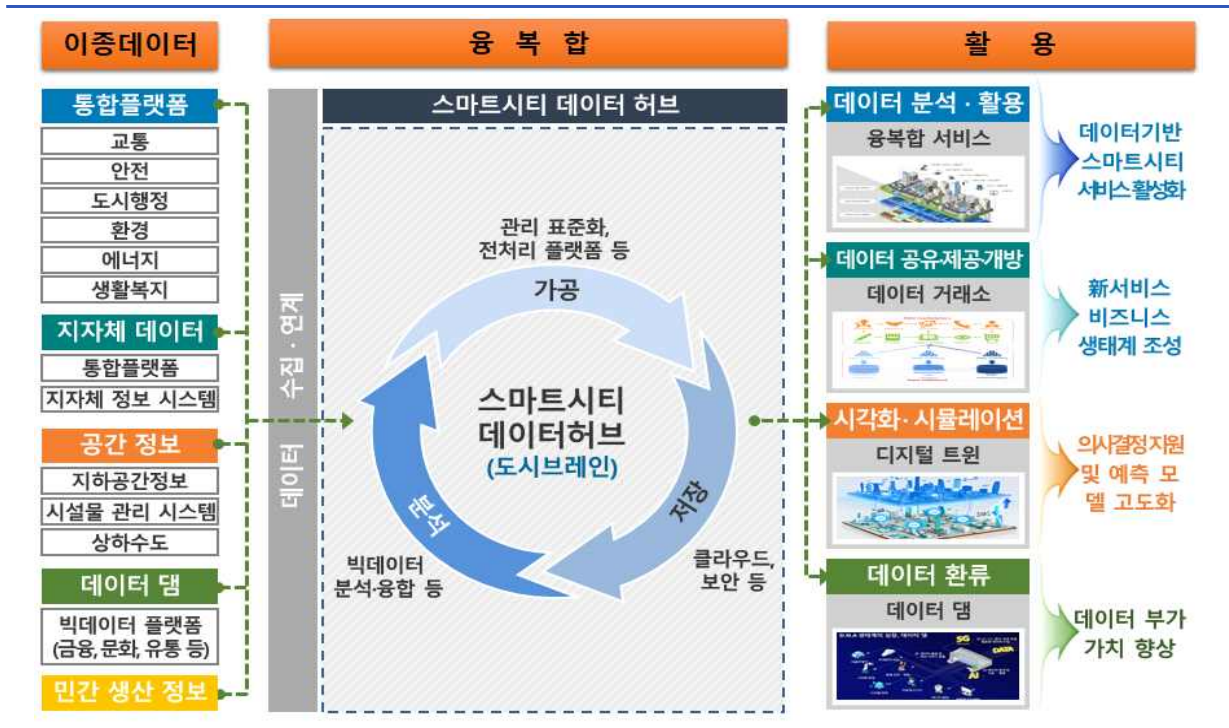 이종데이터
통합플랫폼
교통
안전
도시행정
환경
에너지
생활복지
지자체 데이터
통합플랫폼
지자체 정보 시스템
공간 정보
지하공간정보
시설물 관리 시스템
상하수도
데이터 댐
빅데이터 플랫폼
(금융, 문화, 유통 등)
민간 생산 정보
융 복 합
데이터 수집·연계
스마트시티 데이터 허브
관리 표준화,
전처리 플랫폼 등
가공
스마트시티
데이터허브
(도시브레인)
분석
저장
빅데이터
분석·융합 등
클라우드,
보안 등
활 용
데이터 분석 · 활용
융복합 서비스
데이터기반
스마트시티
서비스 활성화
데이터 공유·제공·개방
데이터 거래소
新서비스
비즈니스
생태계 조성
시각화· 시뮬레이션
디지털 트윈
의사결정 지원
및 예측 모
델 고도화
데이터 환류
데이터 댐
5G
DATA
AI
데이터 부가
가치 향상